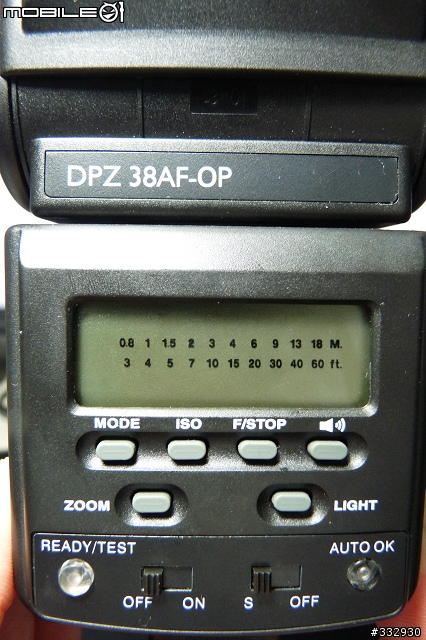 MOBILE01
DPZ 38AF-OP
0.8 1 1.5 2 3 4 6 9 13 18 M.
3 4 5 7 10 15 20 30 40 60 ft.
MODE ISO F/STOP
ZOOM LIGHT
READY/TEST AUTO OK
OFF ON S OFF
#332930